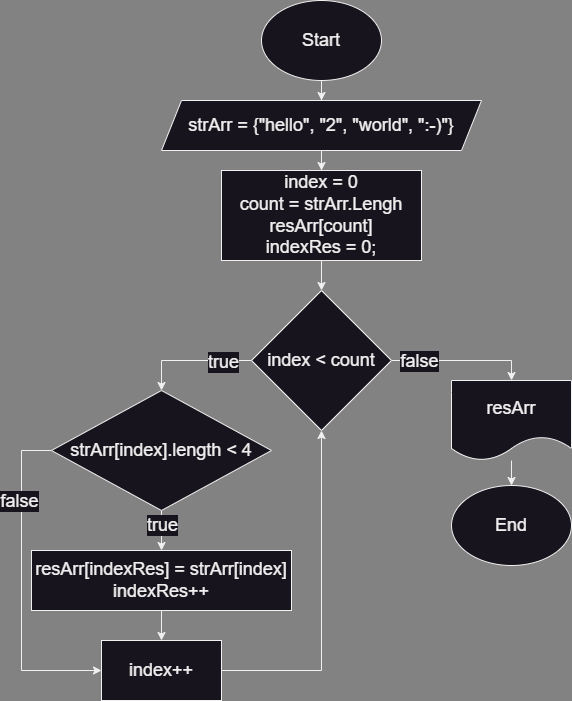 Start
strArr = {"hello", "2", "world", ":-)"}
index = 0
count = strArr.Lengh
resArr[count]
indexRes = 0;
index < count
true
false
strArr[index].length < 4
resArr
false
true
End
resArr[indexRes] = strArr[index]
indexRes++
index++